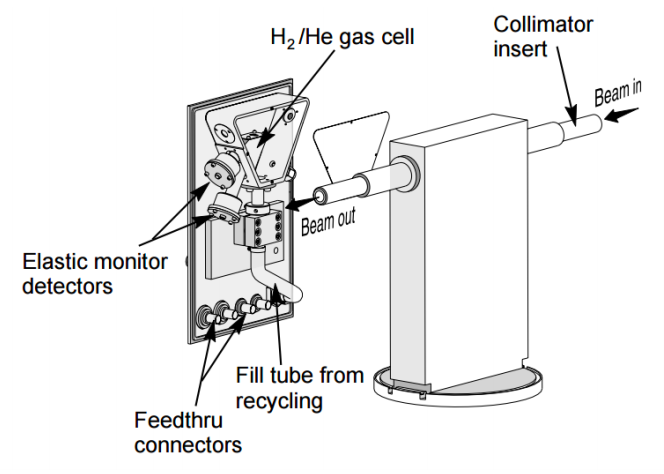 H₂/He gas cell
Collimator
insert
Beam in
Beam out
Elastic monitor
detectors
Fill tube from
recycling
Feedthru
connectors